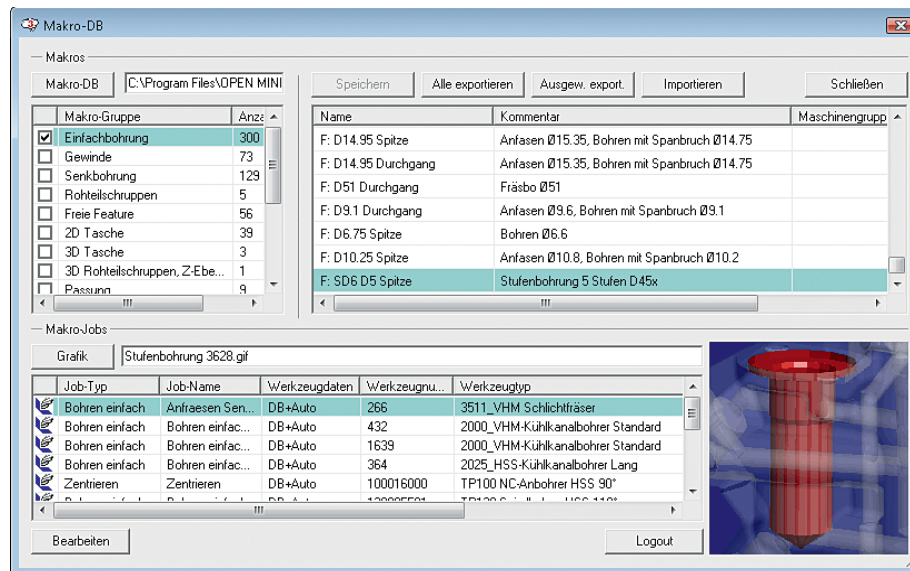 Makro-DB
Makros
Makro-DB C:\Program Files\OPEN MINI Speichern Alle exportieren Ausgew. export. Importieren Schließen
Makro-Gruppe Anza
Einfachbohrung 300
Gewinde 73
Senkbohrung 129
Rohteilschruppen 5
Freie Feature 56
2D Tasche 39
3D Tasche 3
3D Rohteilschruppen, Z-Ebe... 1
Passung 9
Name Kommentar Maschinengrupp
F: D14.95 Spitze Anfasen Ø15.35, Bohren mit Spanbruch Ø14.75
F: D14.95 Durchgang Anfasen Ø15.35, Bohren mit Spanbruch Ø14.75
F: D51 Durchgang Fräsbo Ø51
F: D9.1 Durchgang Anfasen Ø9.6, Bohren mit Spanbruch Ø9.1
F: D6.75 Spitze Bohren Ø6.6
F: D10.25 Spitze Anfasen Ø10.8, Bohren mit Spanbruch Ø10.2
F: SD6 D5 Spitze Stufenbohrung 5 Stufen D45x
Makro-Jobs
Grafik Stufenbohrung 3628.gif
Job-Typ Job-Name Werkzeugdaten Werkzeugnu... Werkzeugtyp
Bohren einfach Anfraesen Sen... DB+Auto 266 3511_VHM Schlichtfräser
Bohren einfach Bohren einfac... DB+Auto 432 2000_VHM-Kühlkanalbohrer Standard
Bohren einfach Bohren einfac... DB+Auto 1639 2000_VHM-Kühlkanalbohrer Standard
Bohren einfach Bohren einfac... DB+Auto 364 2025_HSS-Kühlkanalbohrer Lang
Zentrieren Zentrieren DB+Auto 100016000 TP100 NC-Anbohrer HSS 90°
Bearbeiten Logout